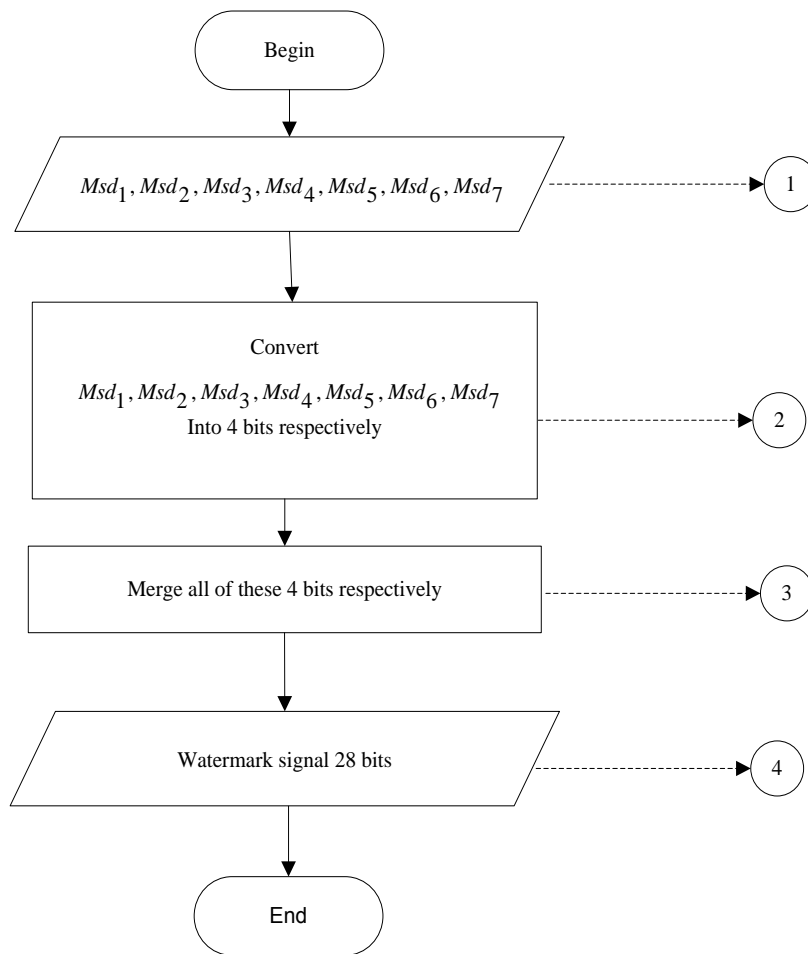 Begin
Msd1, Msd2, Msd3, Msd4, Msd5, Msd6, Msd7
1
Convert
Msd1, Msd2, Msd3, Msd4, Msd5, Msd6, Msd7
Into 4 bits respectively
2
Merge all of these 4 bits respectively
3
Watermark signal 28 bits
4
End